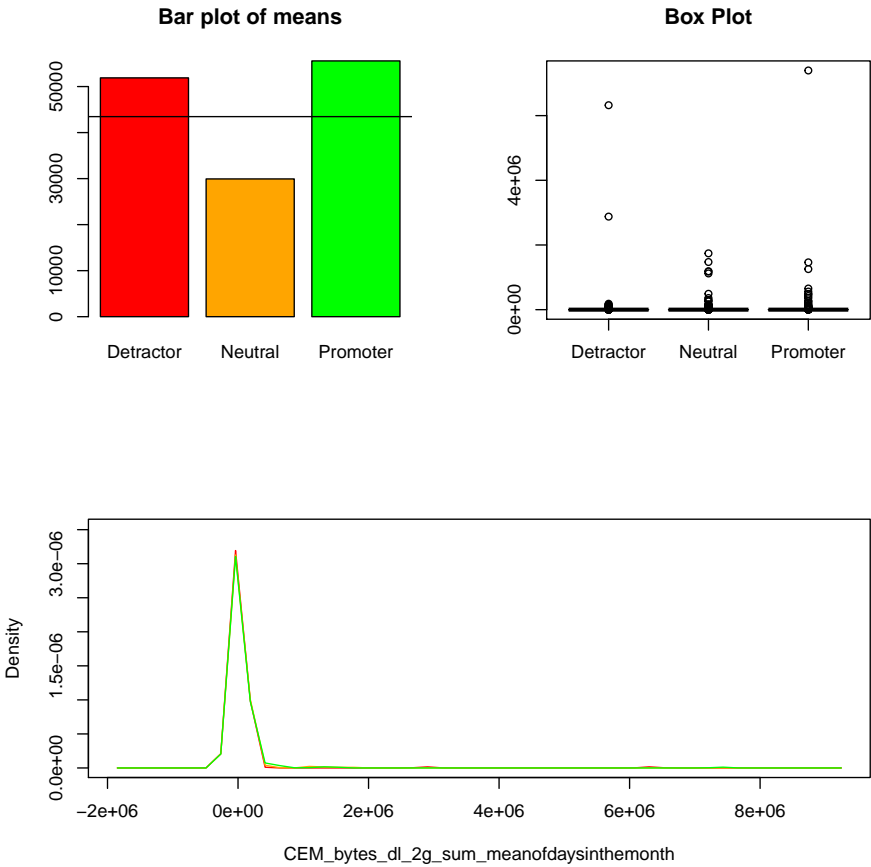 Bar plot of means
0
10000
30000
50000
Detractor Neutral Promoter
Box Plot
0e+00
4e+06
Detractor Neutral Promoter
Density
0.0e+00
1.5e−06
3.0e−06
−2e+06 0e+00 2e+06 4e+06 6e+06 8e+06
CEM_bytes_dl_2g_sum_meanofdaysinthemonth